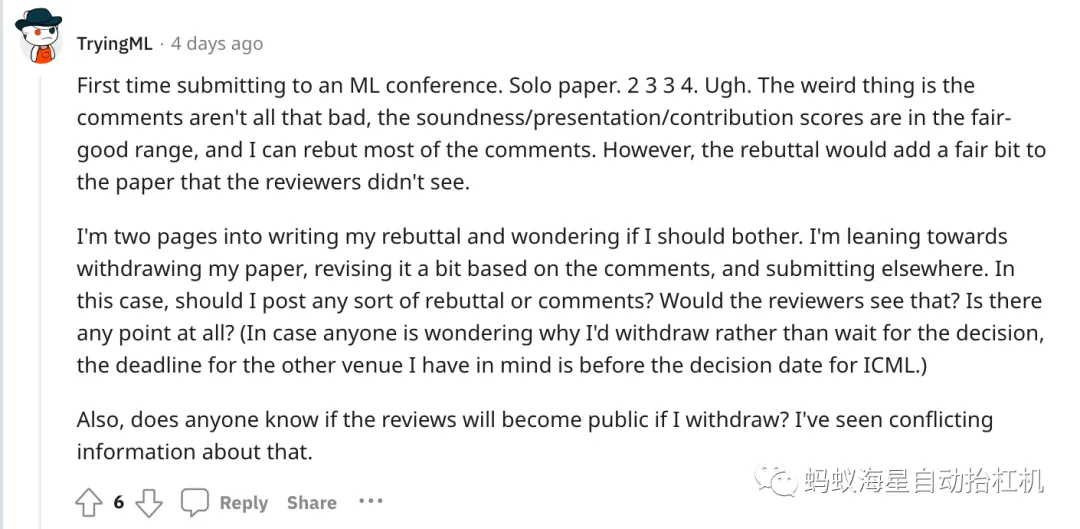 TryingML · 4 days ago
First time submitting to an ML conference. Solo paper. 2 3 3 4. Ugh. The weird thing is the
comments aren't all that bad, the soundness/presentation/contribution scores are in the fair-
good range, and I can rebut most of the comments. However, the rebuttal would add a fair bit to
the paper that the reviewers didn't see.
I'm two pages into writing my rebuttal and wondering if I should bother. I'm leaning towards
withdrawing my paper, revising it a bit based on the comments, and submitting elsewhere. In
this case, should I post any sort of rebuttal or comments? Would the reviewers see that? Is there
any point at all? (In case anyone is wondering why I'd withdraw rather than wait for the decision,
the deadline for the other venue I have in mind is before the decision date for ICML.)
Also, does anyone know if the reviews will become public if I withdraw? I've seen conflicting
information about that.
6 Reply Share ···
蚂蚁海星自动抬杠机